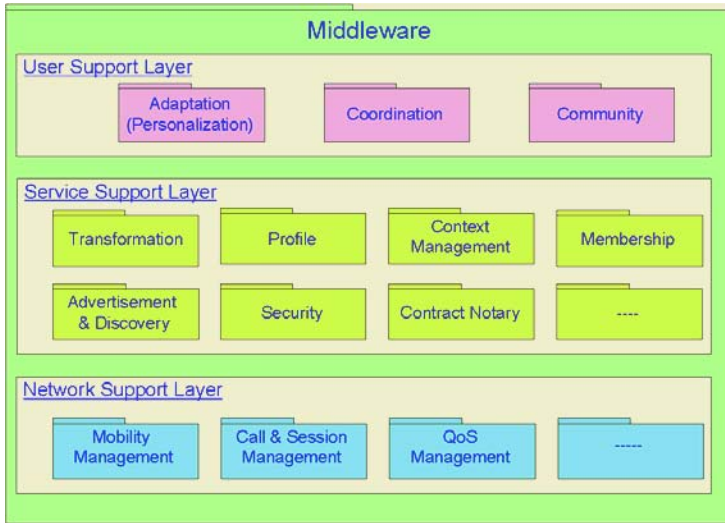 Middleware
User Support Layer
Adaptation
(Personalization)
Coordination
Community
Service Support Layer
Transformation
Profile
Context
Management
Membership
Advertisement
& Discovery
Security
Contract Notary
----
Network Support Layer
Mobility
Management
Call & Session
Management
QoS
Management
-----